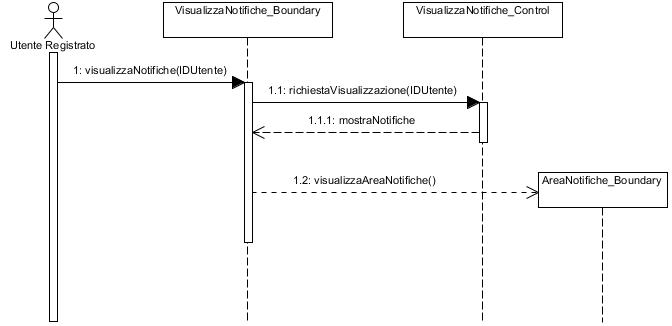 VisualizzaNotifiche_Boundary
VisualizzaNotifiche_Control
Utente Registrato
1: visualizzaNotifiche(IDUtente)
1.1: richiestaVisualizzazione(IDUtente)
1.1.1: mostraNotifiche
1.2: visualizzaAreaNotifiche()
AreaNotifiche_Boundary